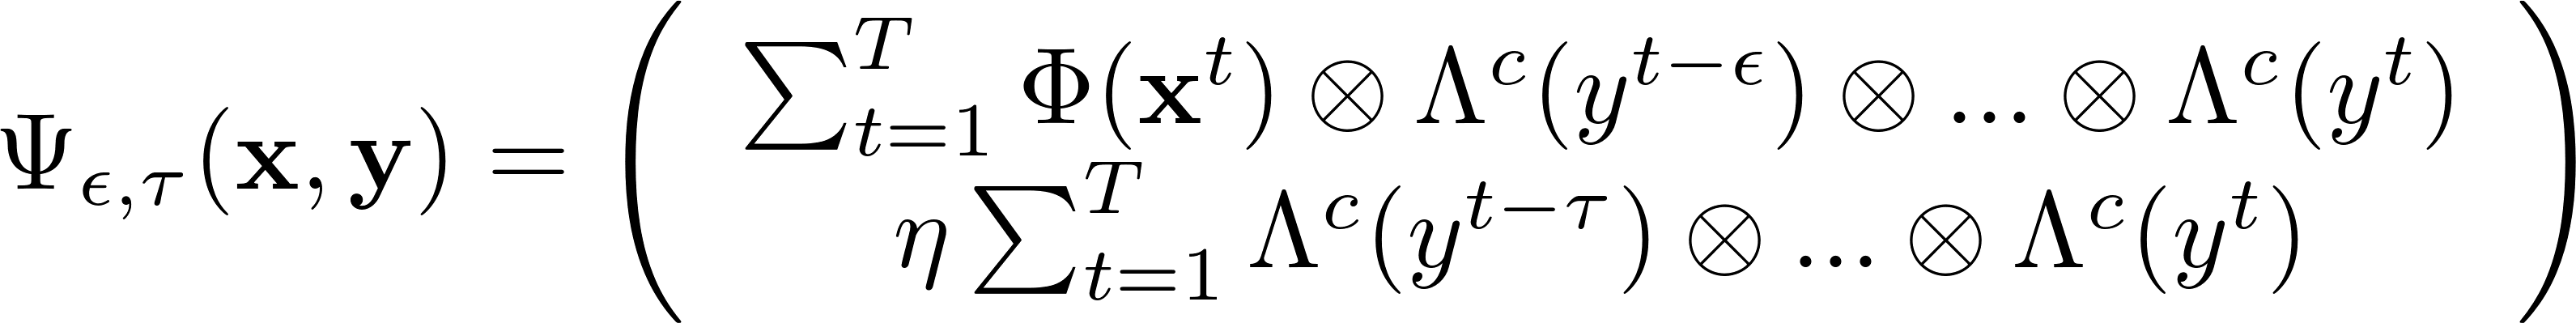 Ψ_{ϵ,τ}(𝐱, 𝐲) = ( ∑_{t=1}^{T} Φ(𝐱^t) ⊗ Λ^c(y^{t−ϵ}) ⊗ ... ⊗ Λ^c(y^t)
η ∑_{t=1}^{T} Λ^c(y^{t−τ}) ⊗ ... ⊗ Λ^c(y^t) )